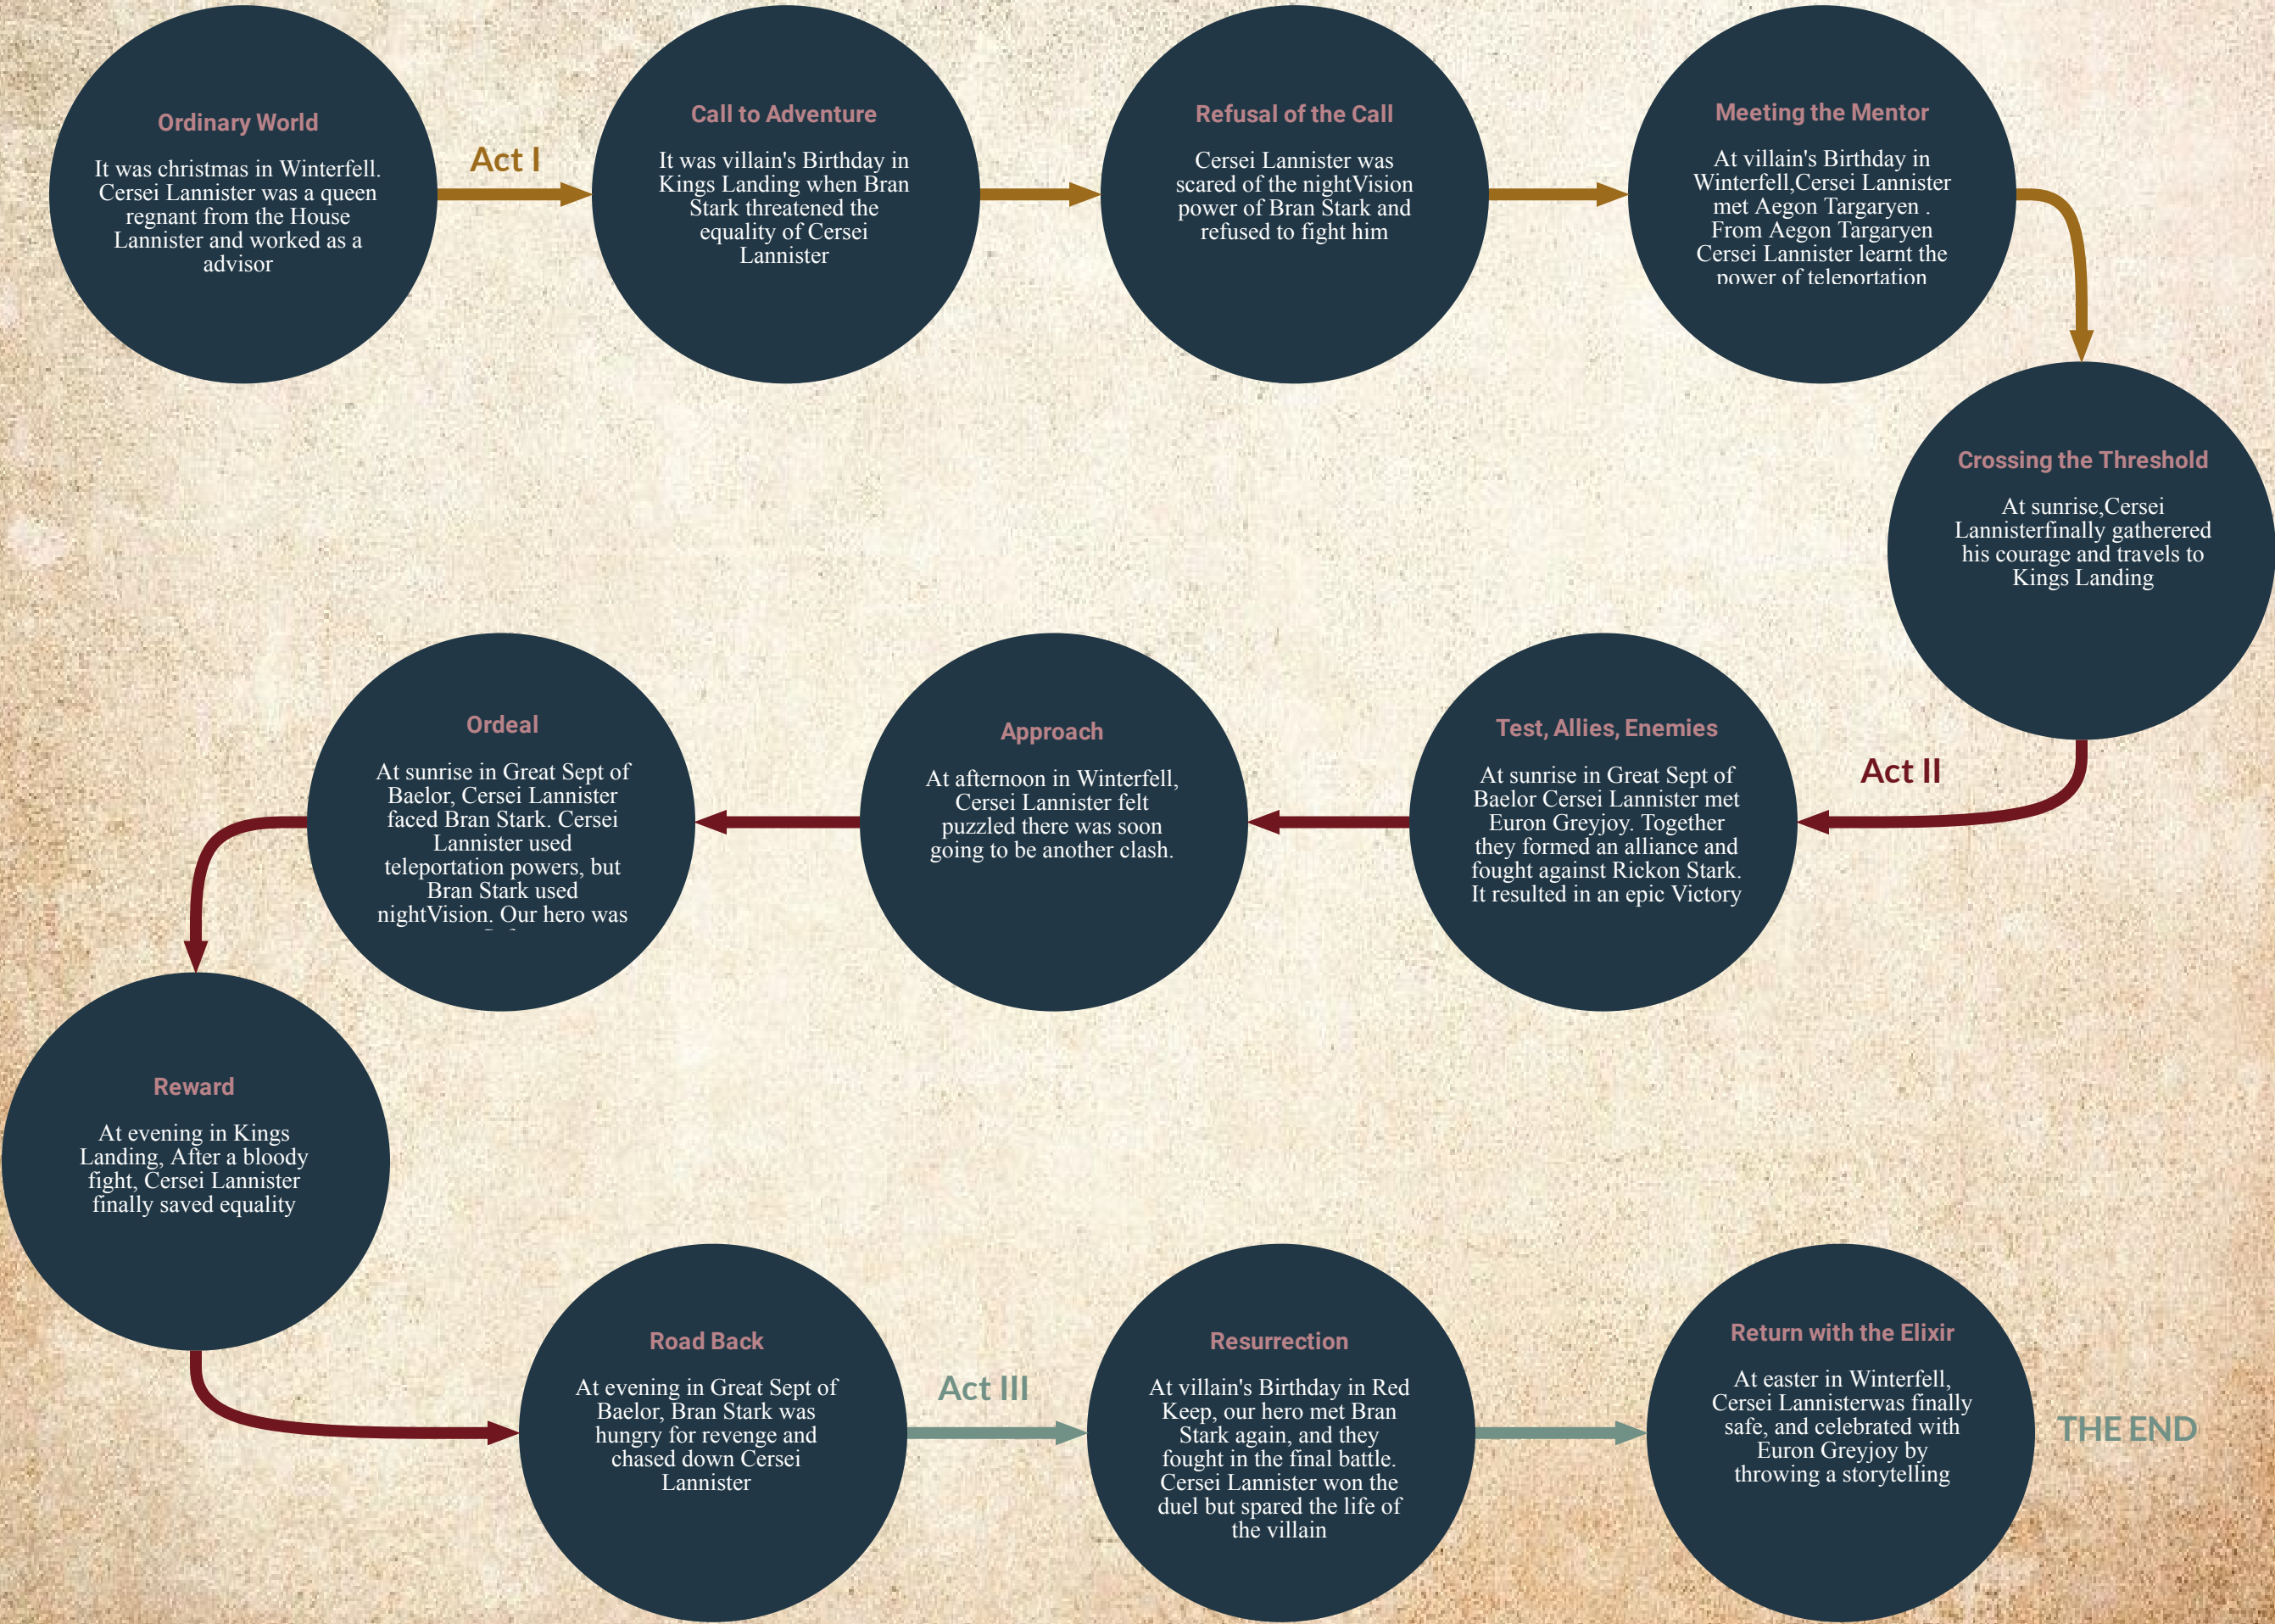 Ordinary World
It was christmas in Winterfell.
Cersei Lannister was a queen
regnant from the House
Lannister and worked as a
advisor
Act I
Call to Adventure
It was villain's Birthday in
Kings Landing when Bran
Stark threatened the
equality of Cersei
Lannister
Refusal of the Call
Cersei Lannister was
scared of the nightVision
power of Bran Stark and
refused to fight him
Meeting the Mentor
At villain's Birthday in
Winterfell,Cersei Lannister
met Aegon Targaryen .
From Aegon Targaryen
Cersei Lannister learnt the
power of teleportation
Crossing the Threshold
At sunrise,Cersei
Lannisterfinally gatherered
his courage and travels to
Kings Landing
Act II
Test, Allies, Enemies
At sunrise in Great Sept of
Baelor Cersei Lannister met
Euron Greyjoy. Together
they formed an alliance and
fought against Rickon Stark.
It resulted in an epic Victory
Approach
At afternoon in Winterfell,
Cersei Lannister felt
puzzled there was soon
going to be another clash.
Ordeal
At sunrise in Great Sept of
Baelor, Cersei Lannister
faced Bran Stark. Cersei
Lannister used
teleportation powers, but
Bran Stark used
nightVision. Our hero was
Reward
At evening in Kings
Landing, After a bloody
fight, Cersei Lannister
finally saved equality
Road Back
At evening in Great Sept of
Baelor, Bran Stark was
hungry for revenge and
chased down Cersei
Lannister
Act III
Resurrection
At villain's Birthday in Red
Keep, our hero met Bran
Stark again, and they
fought in the final battle.
Cersei Lannister won the
duel but spared the life of
the villain
Return with the Elixir
At easter in Winterfell,
Cersei Lannisterwas finally
safe, and celebrated with
Euron Greyjoy by
throwing a storytelling
THE END